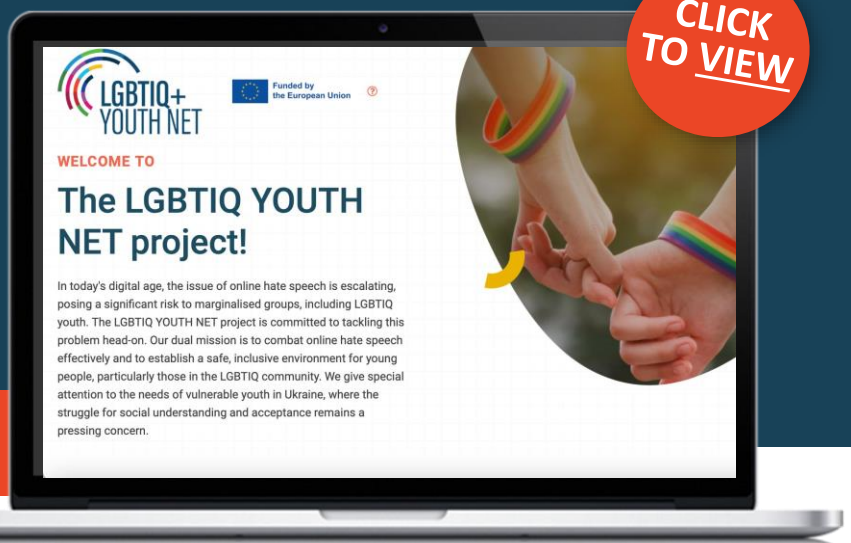 CLICK
TO VIEW
LGBTIQ+
YOUTH NET
Funded by
the European Union
?
WELCOME TO
The LGBTIQ YOUTH
NET project!
In today's digital age, the issue of online hate speech is escalating,
posing a significant risk to marginalised groups, including LGBTIQ
youth. The LGBTIQ YOUTH NET project is committed to tackling this
problem head-on. Our dual mission is to combat online hate speech
effectively and to establish a safe, inclusive environment for young
people, particularly those in the LGBTIQ community. We give special
attention to the needs of vulnerable youth in Ukraine, where the
struggle for social understanding and acceptance remains a
pressing concern.